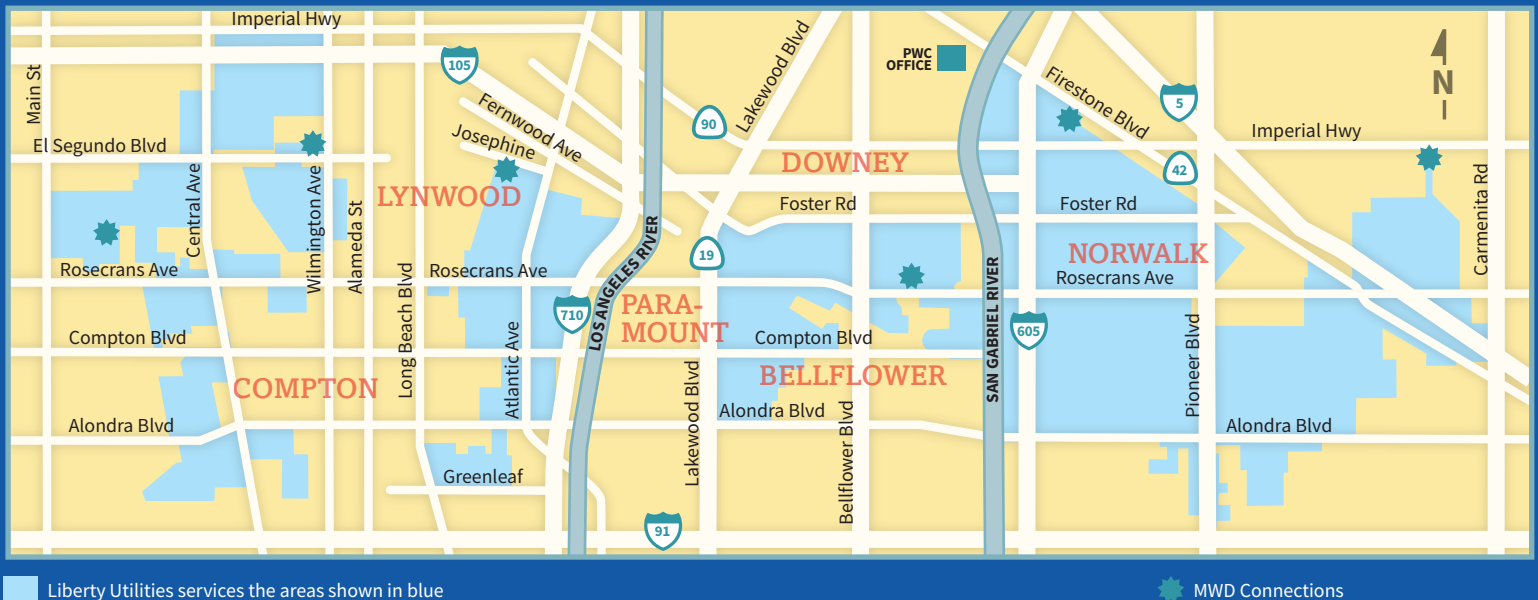 Imperial Hwy
Main St
105
Fernwood Ave
Josephine
90
Lakewood Blvd
PWC
OFFICE
Firestone Blvd
5
N
Imperial Hwy
El Segundo Blvd
Central Ave
Wilmington Ave
Alameda St
LYNWOOD
DOWNEY
42
Carmenita Rd
Foster Rd
Foster Rd
LOS ANGELES RIVER
19
NORWALK
Rosecrans Ave
Rosecrans Ave
Rosecrans Ave
Long Beach Blvd
710
PARA-
MOUNT
SAN GABRIEL RIVER
605
Compton Blvd
Atlantic Ave
Compton Blvd
Pioneer Blvd
COMPTON
Lakewood Blvd
BELLFLOWER
Alondra Blvd
Alondra Blvd
Bellflower Blvd
Alondra Blvd
Greenleaf
91
Liberty Utilities services the areas shown in blue
MWD Connections